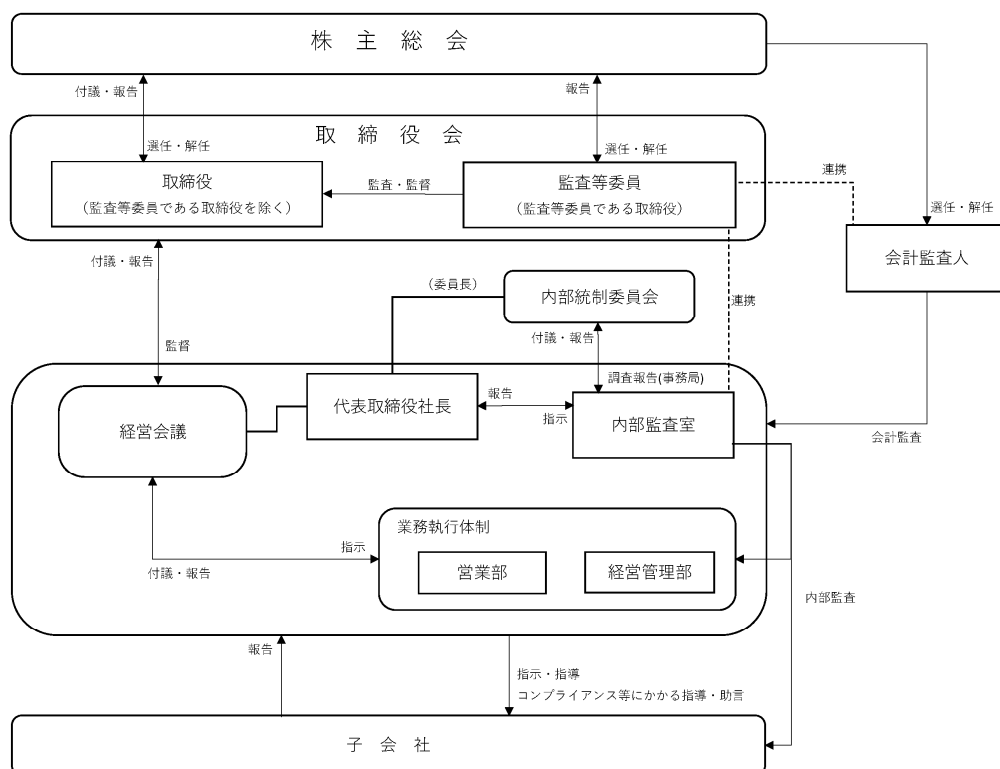 株 主 総 会
付議・報告
報告
取 締 役 会
選任・解任
選任・解任
取締役
（監査等委員である取締役を除く）
監査・監督
監査等委員
（監査等委員である取締役）
連携
選任・解任
会計監査人
付議・報告
（委員長）
内部統制委員会
連携
付議・報告
監督
調査報告(事務局)
経営会議
代表取締役社長
報告
指示
内部監査室
会計監査
業務執行体制
指示
付議・報告
営業部
経営管理部
内部監査
報告
指示・指導
コンプライアンス等にかかる指導・助言
子 会 社